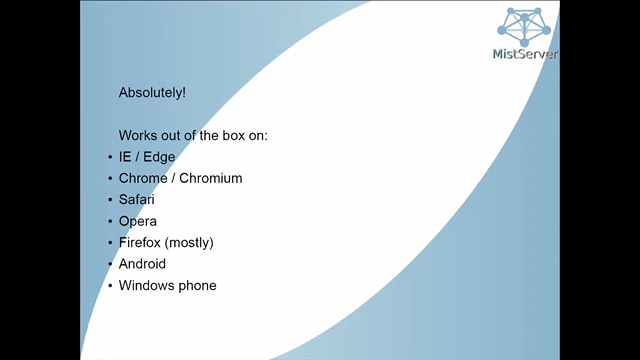 MistServer
Absolutely!
Works out of the box on:
• IE / Edge
• Chrome / Chromium
• Safari
• Opera
• Firefox (mostly)
• Android
• Windows phone